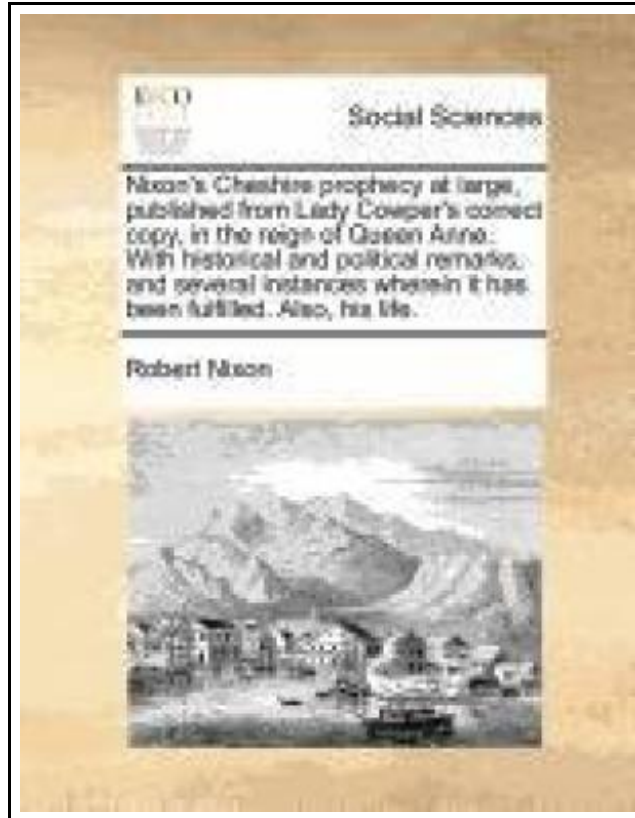 ECCO
Social Sciences
Nixon's Cheshire prophecy at large,
published from Lady Cowper's correct
copy, in the reign of Queen Anne.
With historical and political remarks,
and several instances wherein it has
been fulfilled. Also, his life.
Robert Nixon